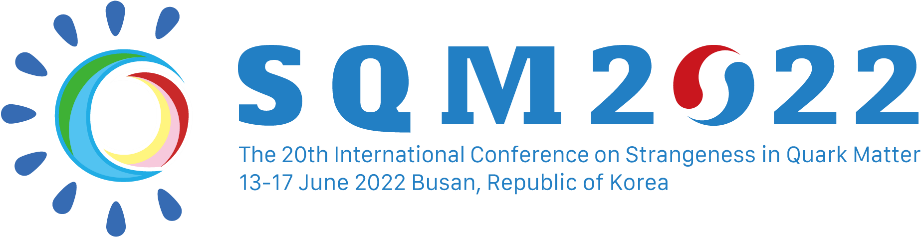 SQM2022
The 20th International Conference on Strangeness in Quark Matter
13-17 June 2022 Busan, Republic of Korea